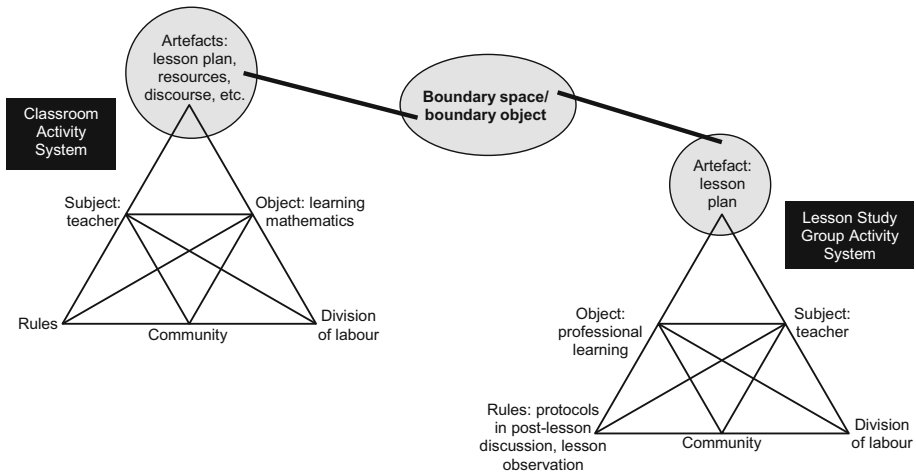 Artefacts:
lesson plan,
resources,
discourse, etc.
Classroom
Activity
System
Subject:
teacher
Object: learning
mathematics
Rules
Community
Division
of labour
Boundary space/
boundary object
Artefact:
lesson
plan
Lesson Study
Group Activity
System
Object:
professional
learning
Subject:
teacher
Rules: protocols
in post-lesson
discussion, lesson
observation
Community
Division
of labour